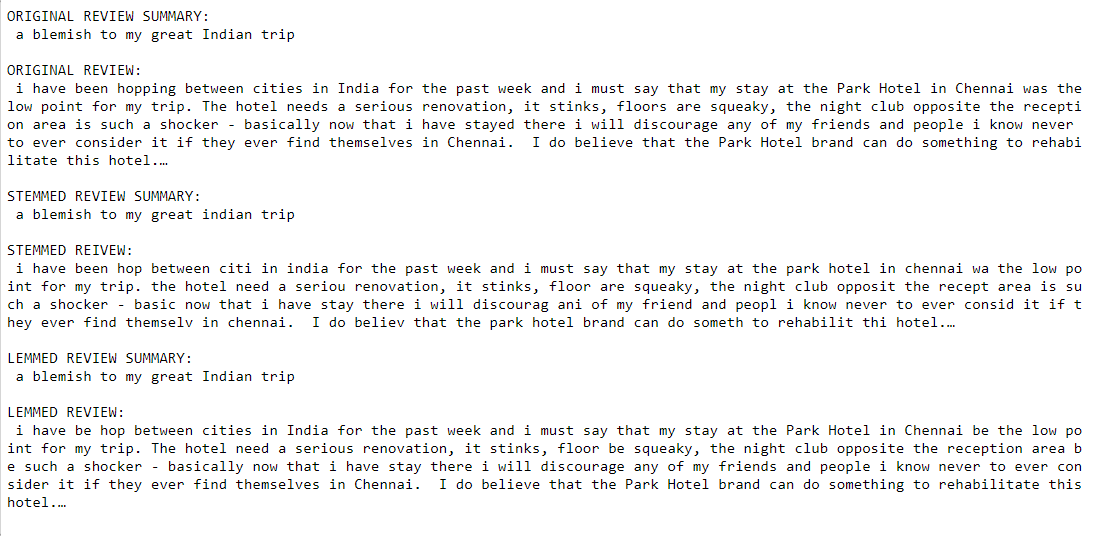 ORIGINAL REVIEW SUMMARY:
a blemish to my great Indian trip
ORIGINAL REVIEW:
i have been hopping between cities in India for the past week and i must say that my stay at the Park Hotel in Chennai was the
low point for my trip. The hotel needs a serious renovation, it stinks, floors are squeaky, the night club opposite the recepti
on area is such a shocker - basically now that i have stayed there i will discourage any of my friends and people i know never
to ever consider it if they ever find themselves in Chennai.  I do believe that the Park Hotel brand can do something to rehabi
litate this hotel.…
STEMMED REVIEW SUMMARY:
a blemish to my great indian trip
STEMMED REIVEW:
i have been hop between citi in india for the past week and i must say that my stay at the park hotel in chennai wa the low po
int for my trip. the hotel need a seriou renovation, it stinks, floor are squeaky, the night club opposit the recept area is su
ch a shocker - basic now that i have stay there i will discourag ani of my friend and peopl i know never to ever consid it if t
hey ever find themselv in chennai.  I do believ that the park hotel brand can do someth to rehabilit thi hotel.…
LEMMED REVIEW SUMMARY:
a blemish to my great Indian trip
LEMMED REVIEW:
i have be hop between cities in India for the past week and i must say that my stay at the Park Hotel in Chennai be the low po
int for my trip. The hotel need a serious renovation, it stinks, floor be squeaky, the night club opposite the reception area b
e such a shocker - basically now that i have stay there i will discourage any of my friends and people i know never to ever con
sider it if they ever find themselves in Chennai.  I do believe that the Park Hotel brand can do something to rehabilitate this
hotel.…